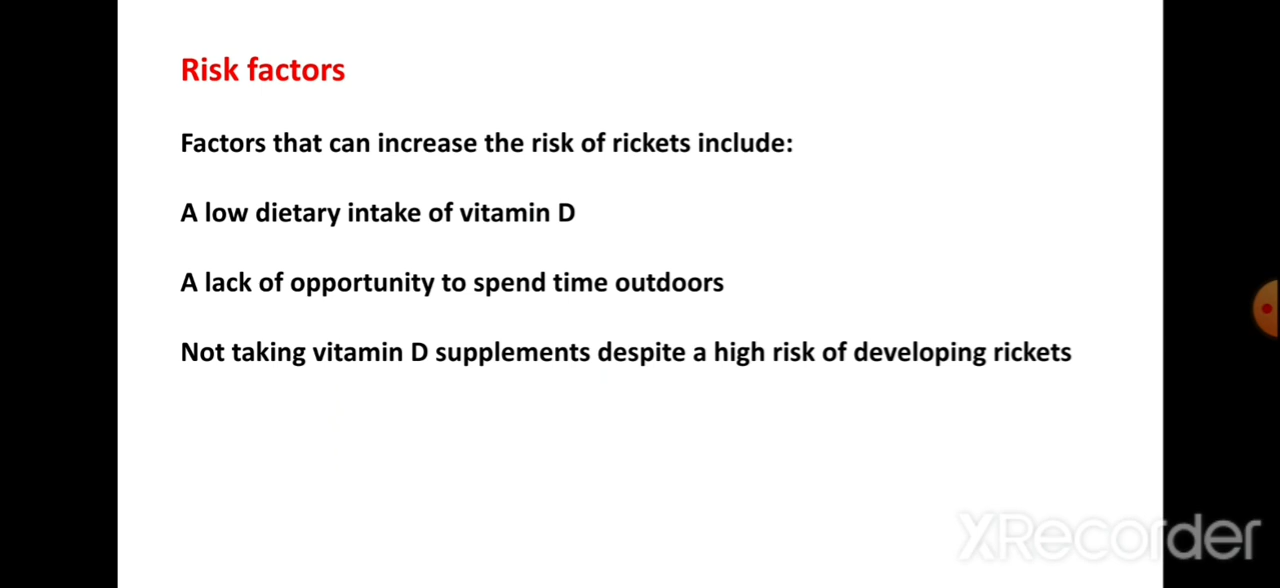 Risk factors
Factors that can increase the risk of rickets include:
A low dietary intake of vitamin D
A lack of opportunity to spend time outdoors
Not taking vitamin D supplements despite a high risk of developing rickets
XRecorder